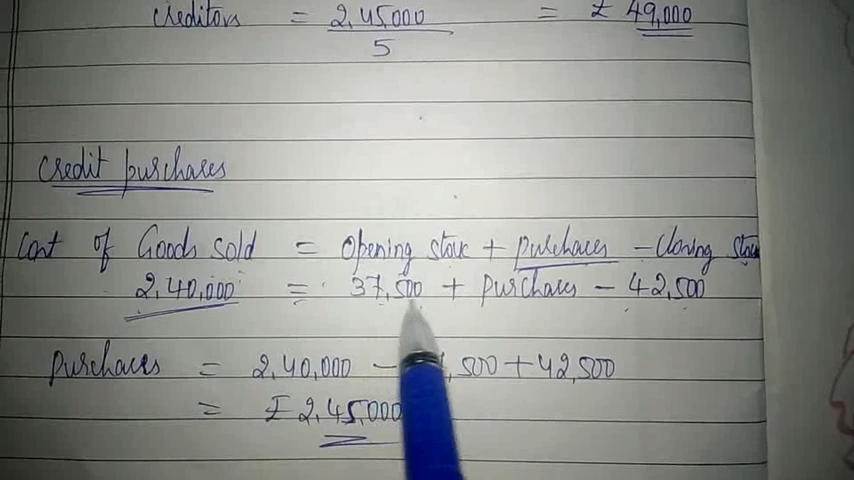 creditors = 2,45,000 / 5 = ₹ 49,000
Credit purchases
Cost of Goods sold = Opening stock + purchases - closing stock
2,40,000 = 37,500 + purchases - 42,500
purchases = 2,40,000 - ,500 + 42,500
= ₹ 2,45,000